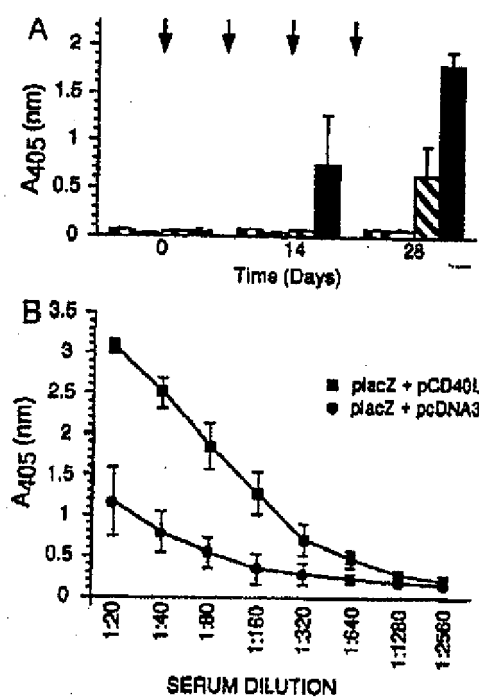 A
2
1.5
1
0.5
0
A405 (nm)
0 14 28
Time (Days)
B
3.5
3
2.5
2
1.5
1
0.5
0
A405 (nm)
placZ + pCD40L
placZ + pcDNA3
1:20 1:40 1:80 1:160 1:320 1:640 1:1280 1:2560
SERUM DILUTION